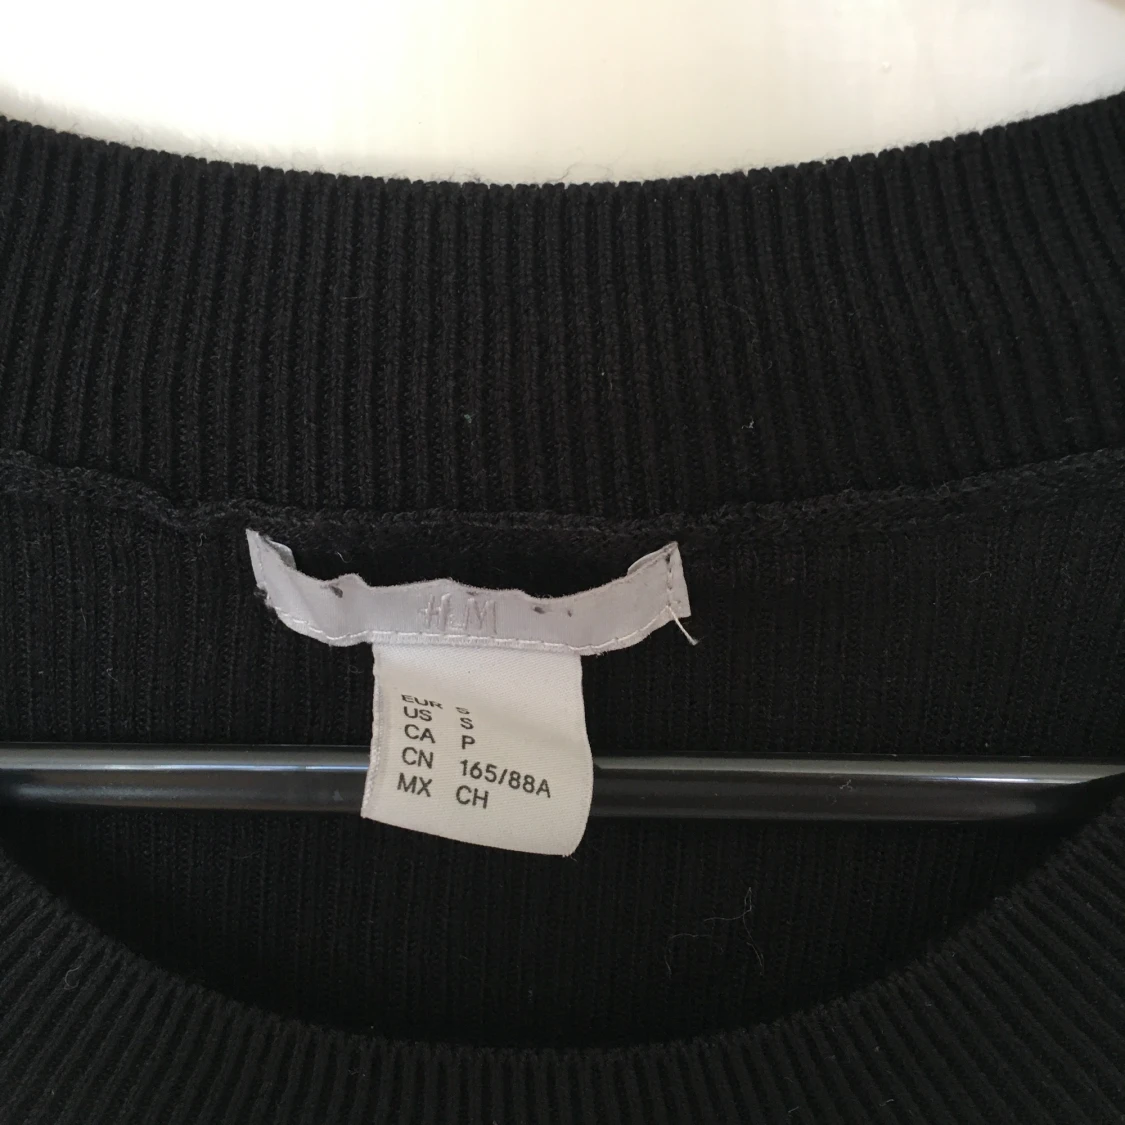 H&M
EUR S
US S
CA P
CN 165/88A
MX CH